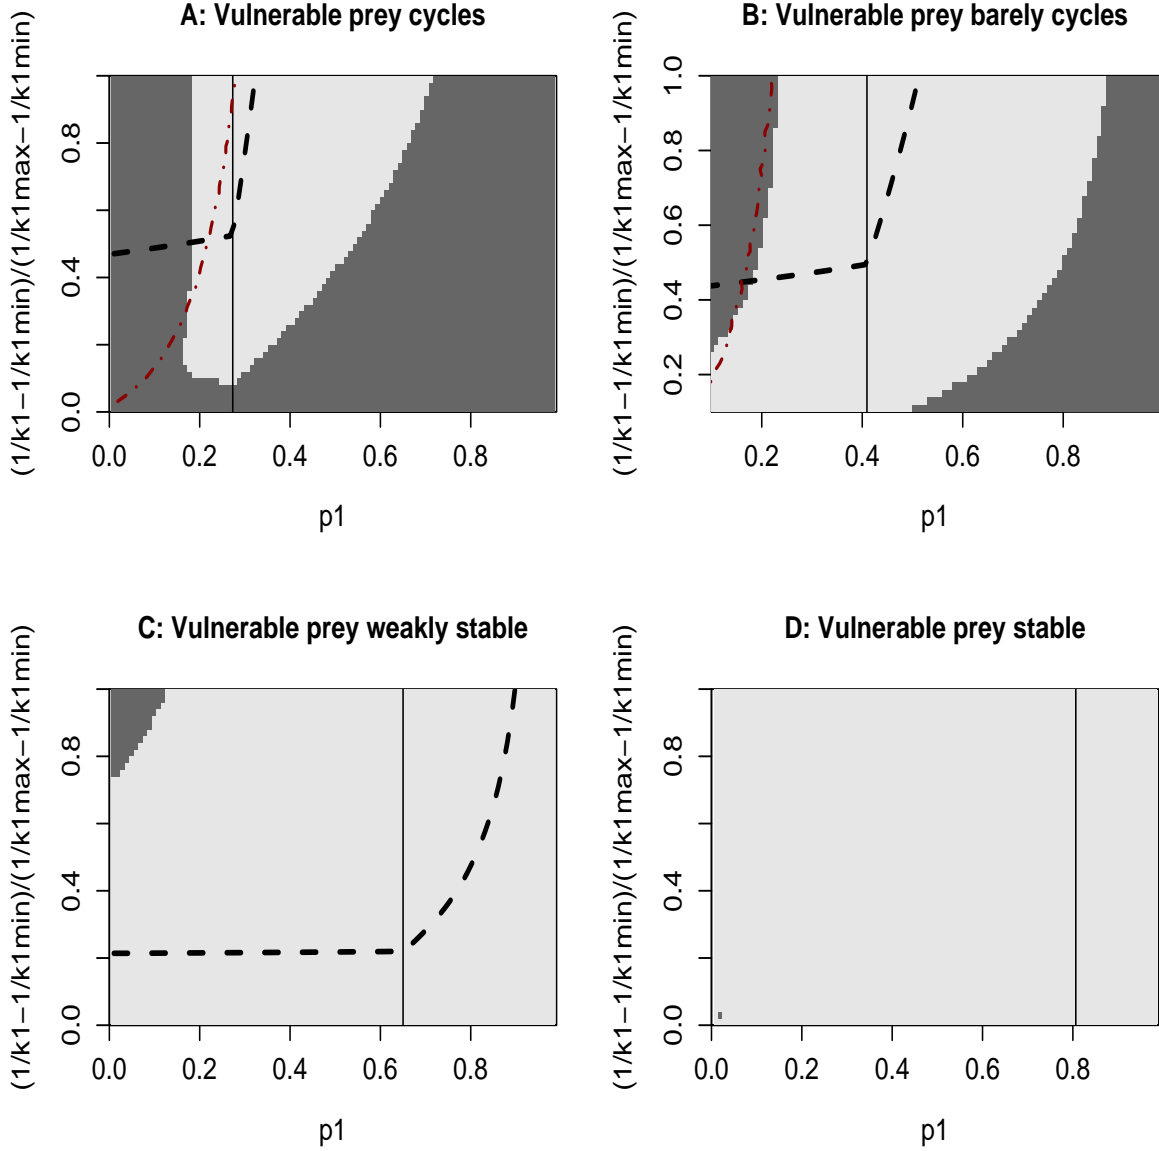 A: Vulnerable prey cycles
(1/k1−1/k1min)/(1/k1max−1/k1min)
0.0 0.4 0.8
0.0 0.2 0.4 0.6 0.8
p1
B: Vulnerable prey barely cycles
(1/k1−1/k1min)/(1/k1max−1/k1min)
0.2 0.4 0.6 0.8 1.0
0.2 0.4 0.6 0.8
p1
C: Vulnerable prey weakly stable
(1/k1−1/k1min)/(1/k1max−1/k1min)
0.0 0.4 0.8
0.0 0.2 0.4 0.6 0.8
p1
D: Vulnerable prey stable
(1/k1−1/k1min)/(1/k1max−1/k1min)
0.0 0.4 0.8
0.0 0.2 0.4 0.6 0.8
p1